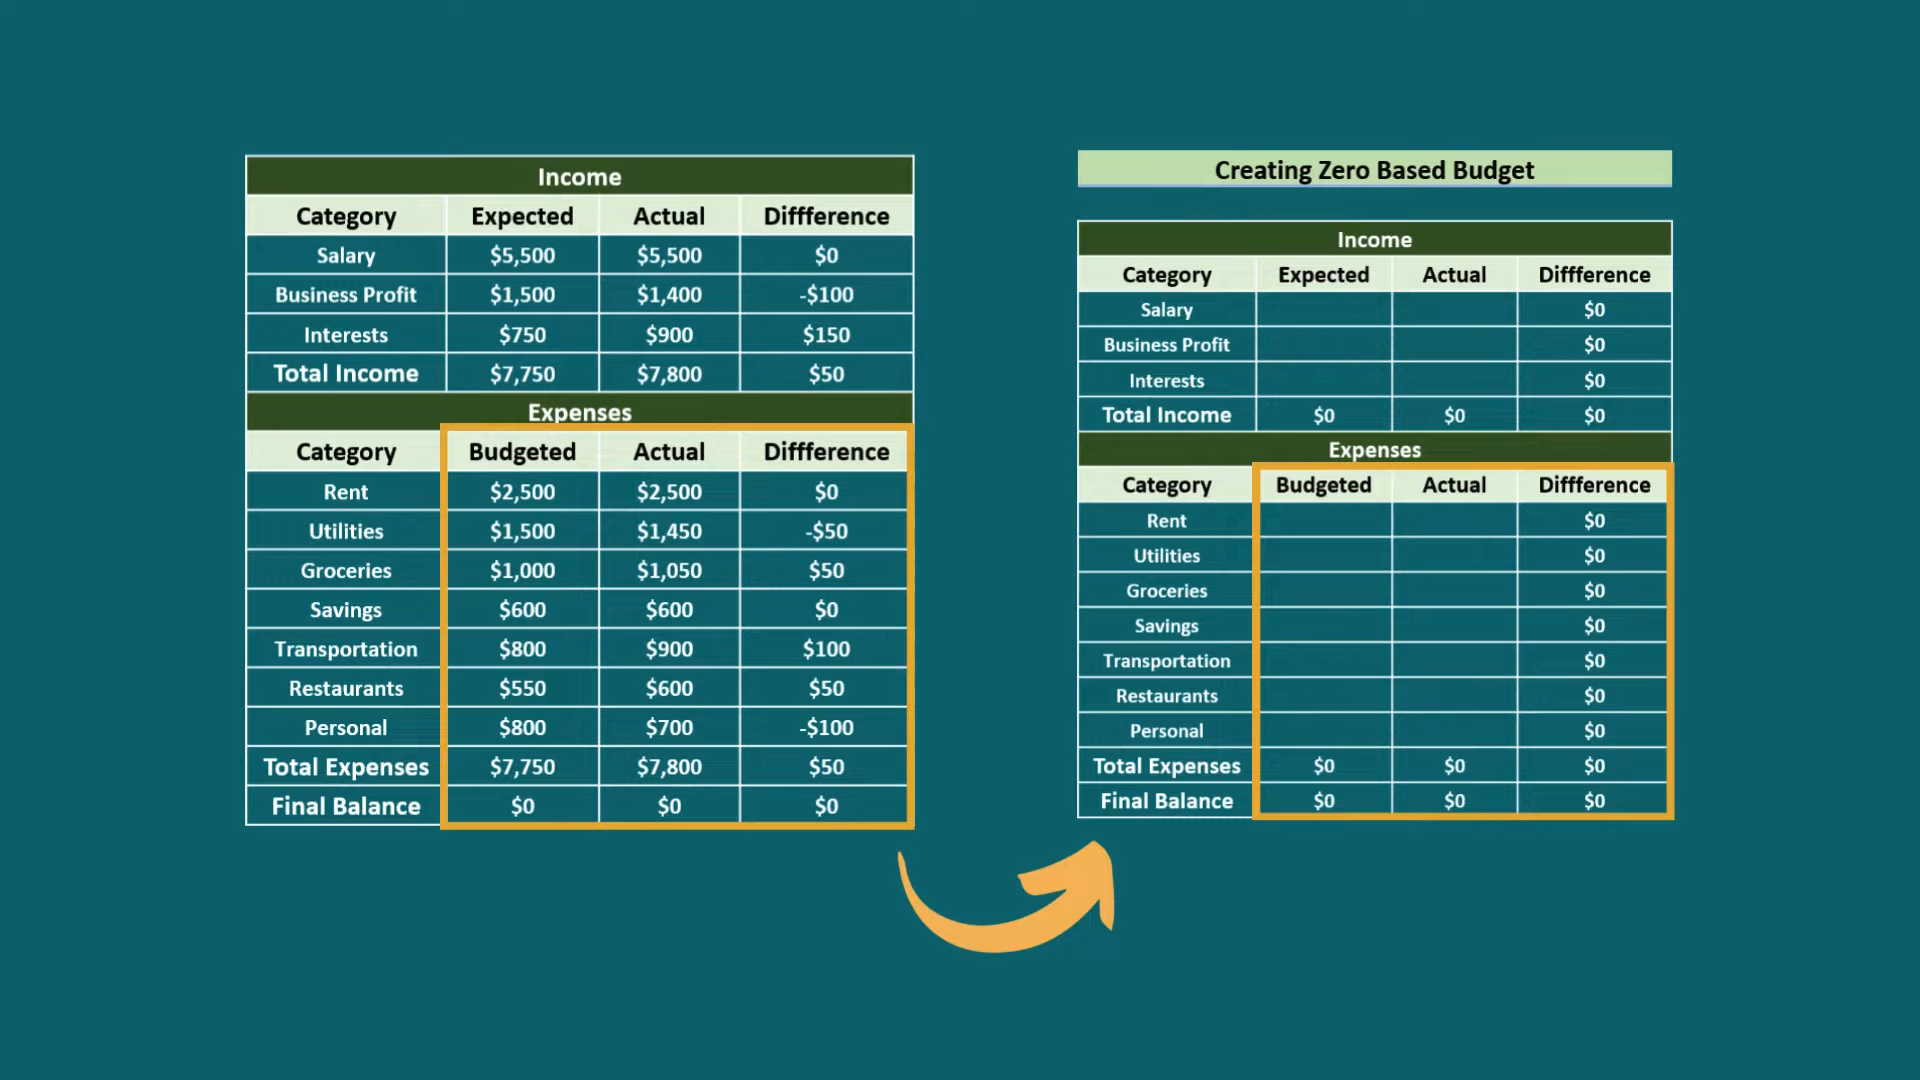 Income
Category Expected Actual Diffference
Salary $5,500 $5,500 $0
Business Profit $1,500 $1,400 -$100
Interests $750 $900 $150
Total Income $7,750 $7,800 $50
Expenses
Category Budgeted Actual Diffference
Rent $2,500 $2,500 $0
Utilities $1,500 $1,450 -$50
Groceries $1,000 $1,050 $50
Savings $600 $600 $0
Transportation $800 $900 $100
Restaurants $550 $600 $50
Personal $800 $700 -$100
Total Expenses $7,750 $7,800 $50
Final Balance $0 $0 $0
Creating Zero Based Budget
Income
Category Expected Actual Diffference
Salary $0
Business Profit $0
Interests $0
Total Income $0 $0 $0
Expenses
Category Budgeted Actual Diffference
Rent $0
Utilities $0
Groceries $0
Savings $0
Transportation $0
Restaurants $0
Personal $0
Total Expenses $0 $0 $0
Final Balance $0 $0 $0